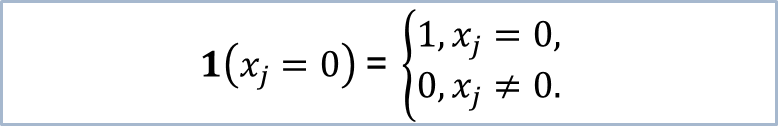 𝟏(xⱼ = 0) = {1, xⱼ = 0,
0, xⱼ ≠ 0.